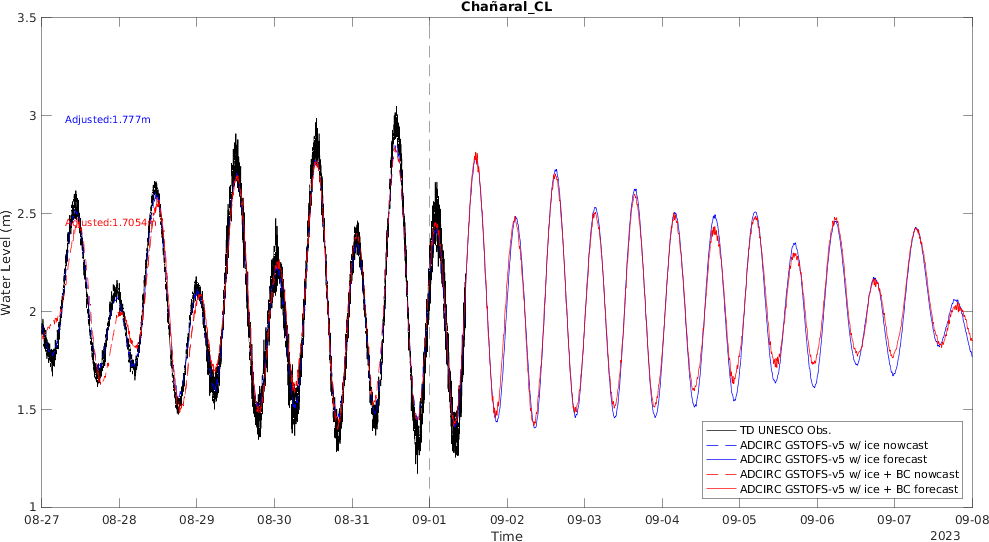 Chañaral_CL
3.5
3
2.5
2
1.5
1
Water Level (m)
Adjusted:1.777m
Adjusted:1.7054m
TD UNESCO Obs.
ADCIRC GSTOFS-v5 w/ ice nowcast
ADCIRC GSTOFS-v5 w/ ice forecast
ADCIRC GSTOFS-v5 w/ ice + BC nowcast
ADCIRC GSTOFS-v5 w/ ice + BC forecast
08-27 08-28 08-29 08-30 08-31 09-01 09-02 09-03 09-04 09-05 09-06 09-07 09-08
Time
2023